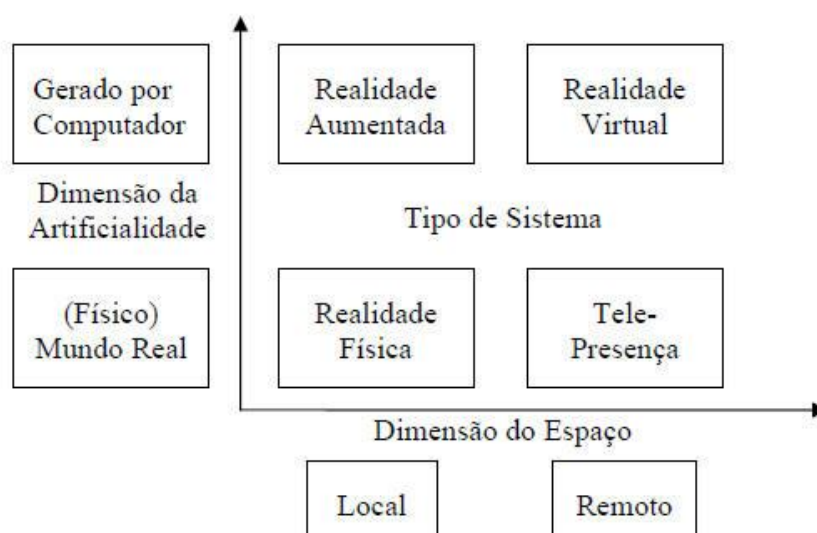 Gerado por
Computador
Realidade
Aumentada
Realidade
Virtual
Dimensão da
Artificialidade
Tipo de Sistema
(Físico)
Mundo Real
Realidade
Física
Tele-
Presença
Dimensão do Espaço
Local
Remoto